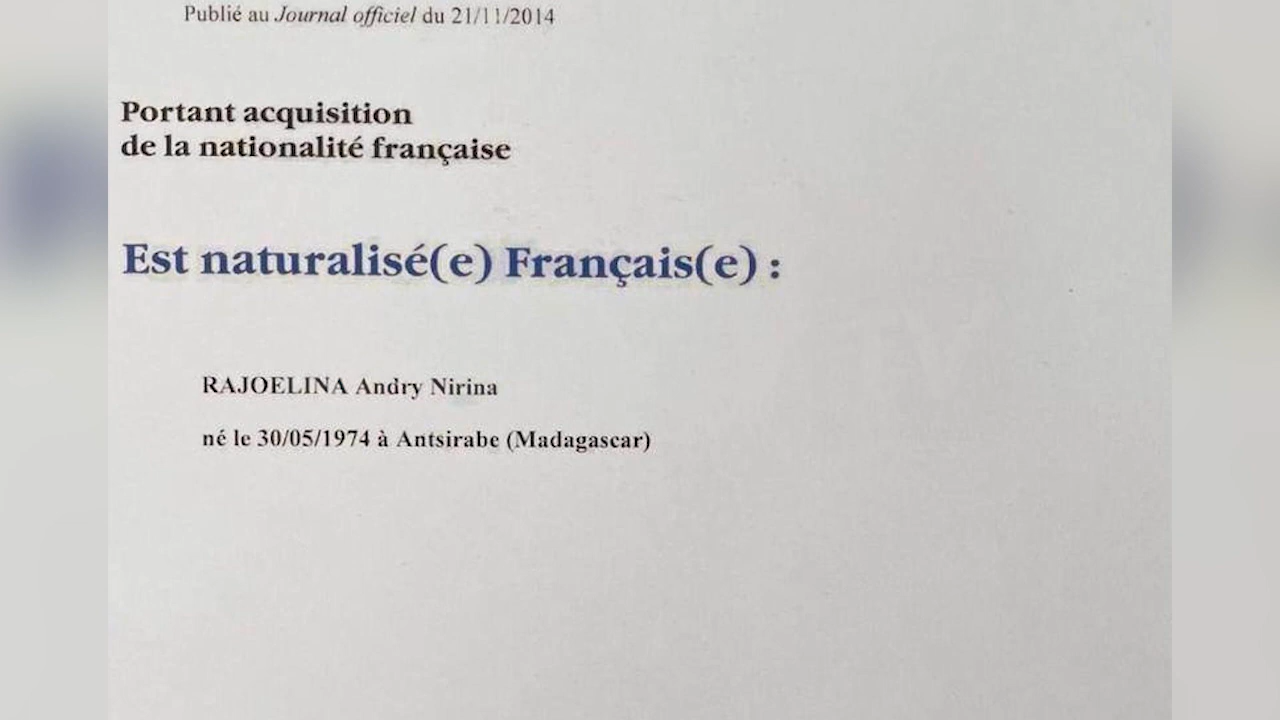 Publié au Journal officiel du 21/11/2014
Portant acquisition
de la nationalité française
Est naturalisé(e) Français(e) :
RAJOELINA Andry Nirina
né le 30/05/1974 à Antsirabe (Madagascar)